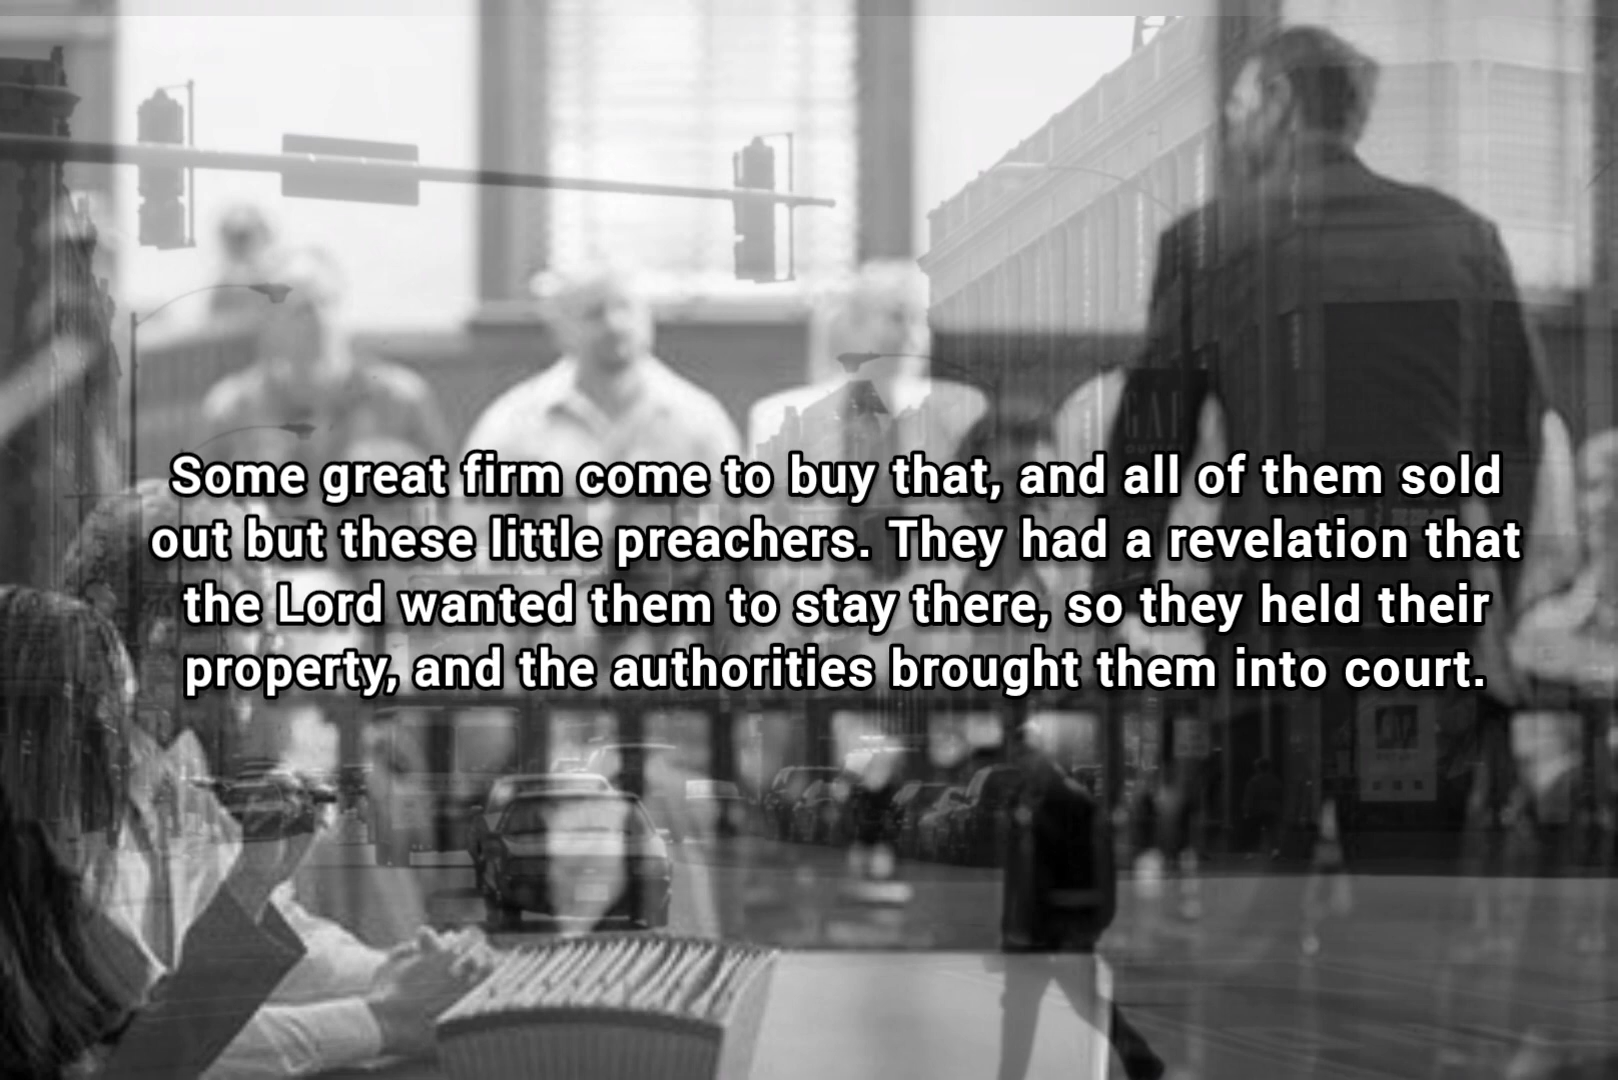 Some great firm come to buy that, and all of them sold
out but these little preachers. They had a revelation that
the Lord wanted them to stay there, so they held their
property, and the authorities brought them into court.
GAP